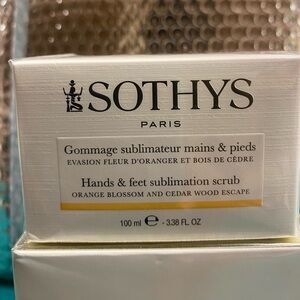 SOTHYS
PARIS
Gommage sublimateur mains & pieds
EVASION FLEUR D'ORANGER ET BOIS DE CÈDRE
Hands & feet sublimation scrub
ORANGE BLOSSOM AND CEDAR WOOD ESCAPE
100 ml ℮ - 3.38 FL. OZ